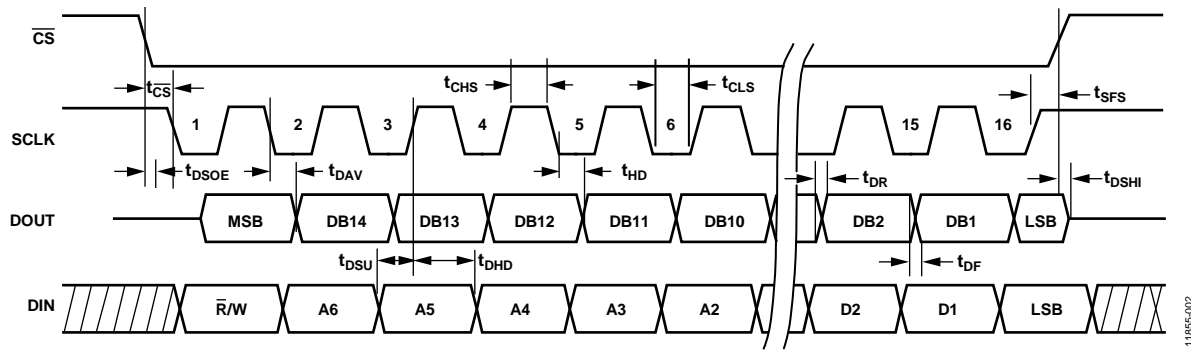 CS
tCS
tCHS
tCLS
tSFS
SCLK
1 2 3 4 5 6 15 16
tDSOE tDAV tHD tDR tDSHI
DOUT
MSB DB14 DB13 DB12 DB11 DB10 DB2 DB1 LSB
tDSU tDHD tDF
DIN
R/W A6 A5 A4 A3 A2 D2 D1 LSB
11855-002